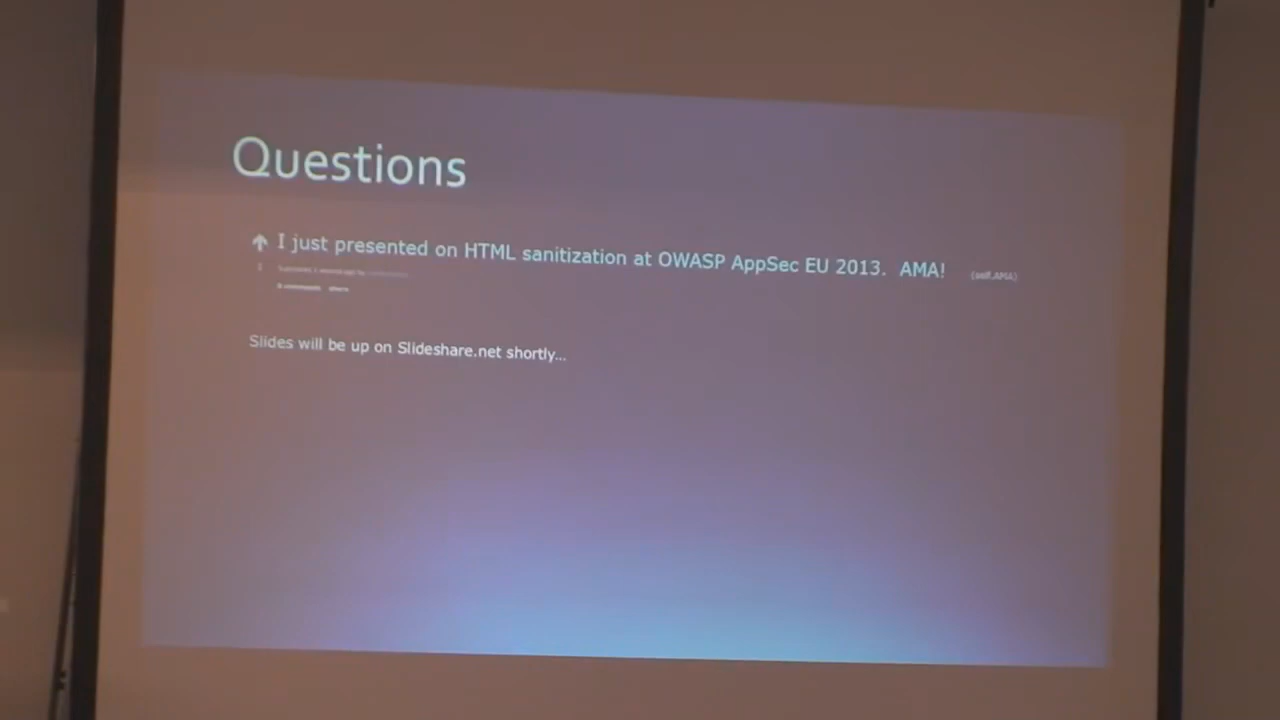 Questions
I just presented on HTML sanitization at OWASP AppSec EU 2013. AMA! (self.AMA)
share
Slides will be up on Slideshare.net shortly...